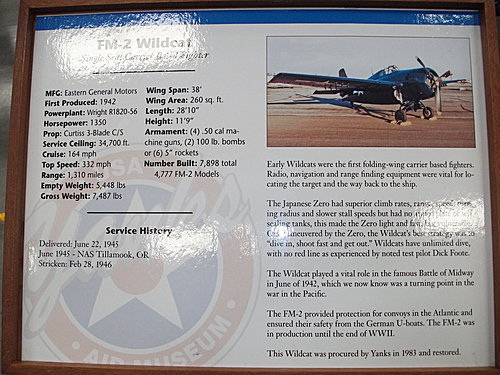 FM-2 Wildcat
Single Seat Carrier Based Fighter
MFG: Eastern General Motors
First Produced: 1942
Powerplant: Wright R1820-56
Horsepower: 1350
Prop: Curtiss 3-Blade C/S
Service Ceiling: 34,700 ft.
Cruise: 164 mph
Top Speed: 332 mph
Range: 1,310 miles
Empty Weight: 5,448 lbs
Gross Weight: 7,487 lbs
Wing Span: 38'
Wing Area: 260 sq. ft.
Length: 28'10"
Height: 11'9"
Armament: (4) .50 cal ma-
chine guns, (2) 100 lb. bombs
or (6) 5" rockets
Number Built: 7,898 total
4,777 FM-2 Models
Service History
Delivered: June 22, 1945
June 1945 - NAS Tillamook, OR
Stricken: Feb 28, 1946
Early Wildcats were the first folding-wing carrier based fighters.
Radio, navigation and range finding equipment were vital for lo-
cating the target and the way back to the ship.
The Japanese Zero had superior climb rates, range, speed, turn-
ing radius and slower stall speeds but had no
sealing tanks, this made the Zero light and
maneuvered by the Zero, the Wildcat's best strategy was to
"dive in, shoot fast and get out." Wildcats have unlimited dive,
with no red line as experienced by noted test pilot Dick Foote.
The Wildcat played a vital role in the famous Battle of Midway
in June of 1942, which we now know was a turning point in the
war in the Pacific.
The FM-2 provided protection for convoys in the Atlantic and
ensured their safety from the German U-boats. The FM-2 was
in production until the end of WWII.
This Wildcat was procured by Yanks in 1983 and restored.
AIR MUSEUM